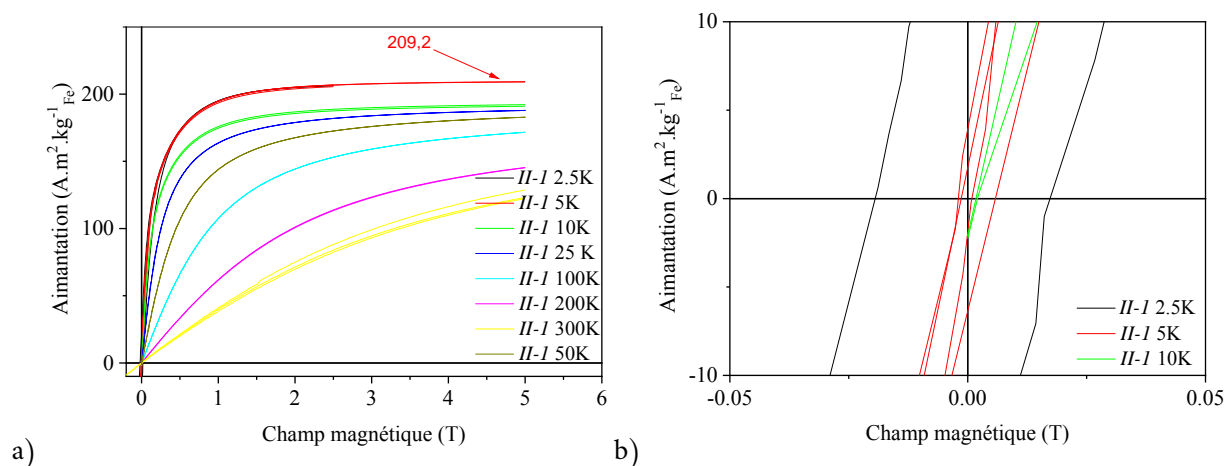 209,2
Aimantation (A.m².kg⁻¹Fe)
200
100
0
0 1 2 3 4 5 6
Champ magnétique (T)
II-1 2.5K
II-1 5K
II-1 10K
II-1 25 K
II-1 100K
II-1 200K
II-1 300K
II-1 50K
a)
Aimantation (A.m².kg⁻¹Fe)
10
0
-10
-0.05 0.00 0.05
Champ magnétique (T)
II-1 2.5K
II-1 5K
II-1 10K
b)